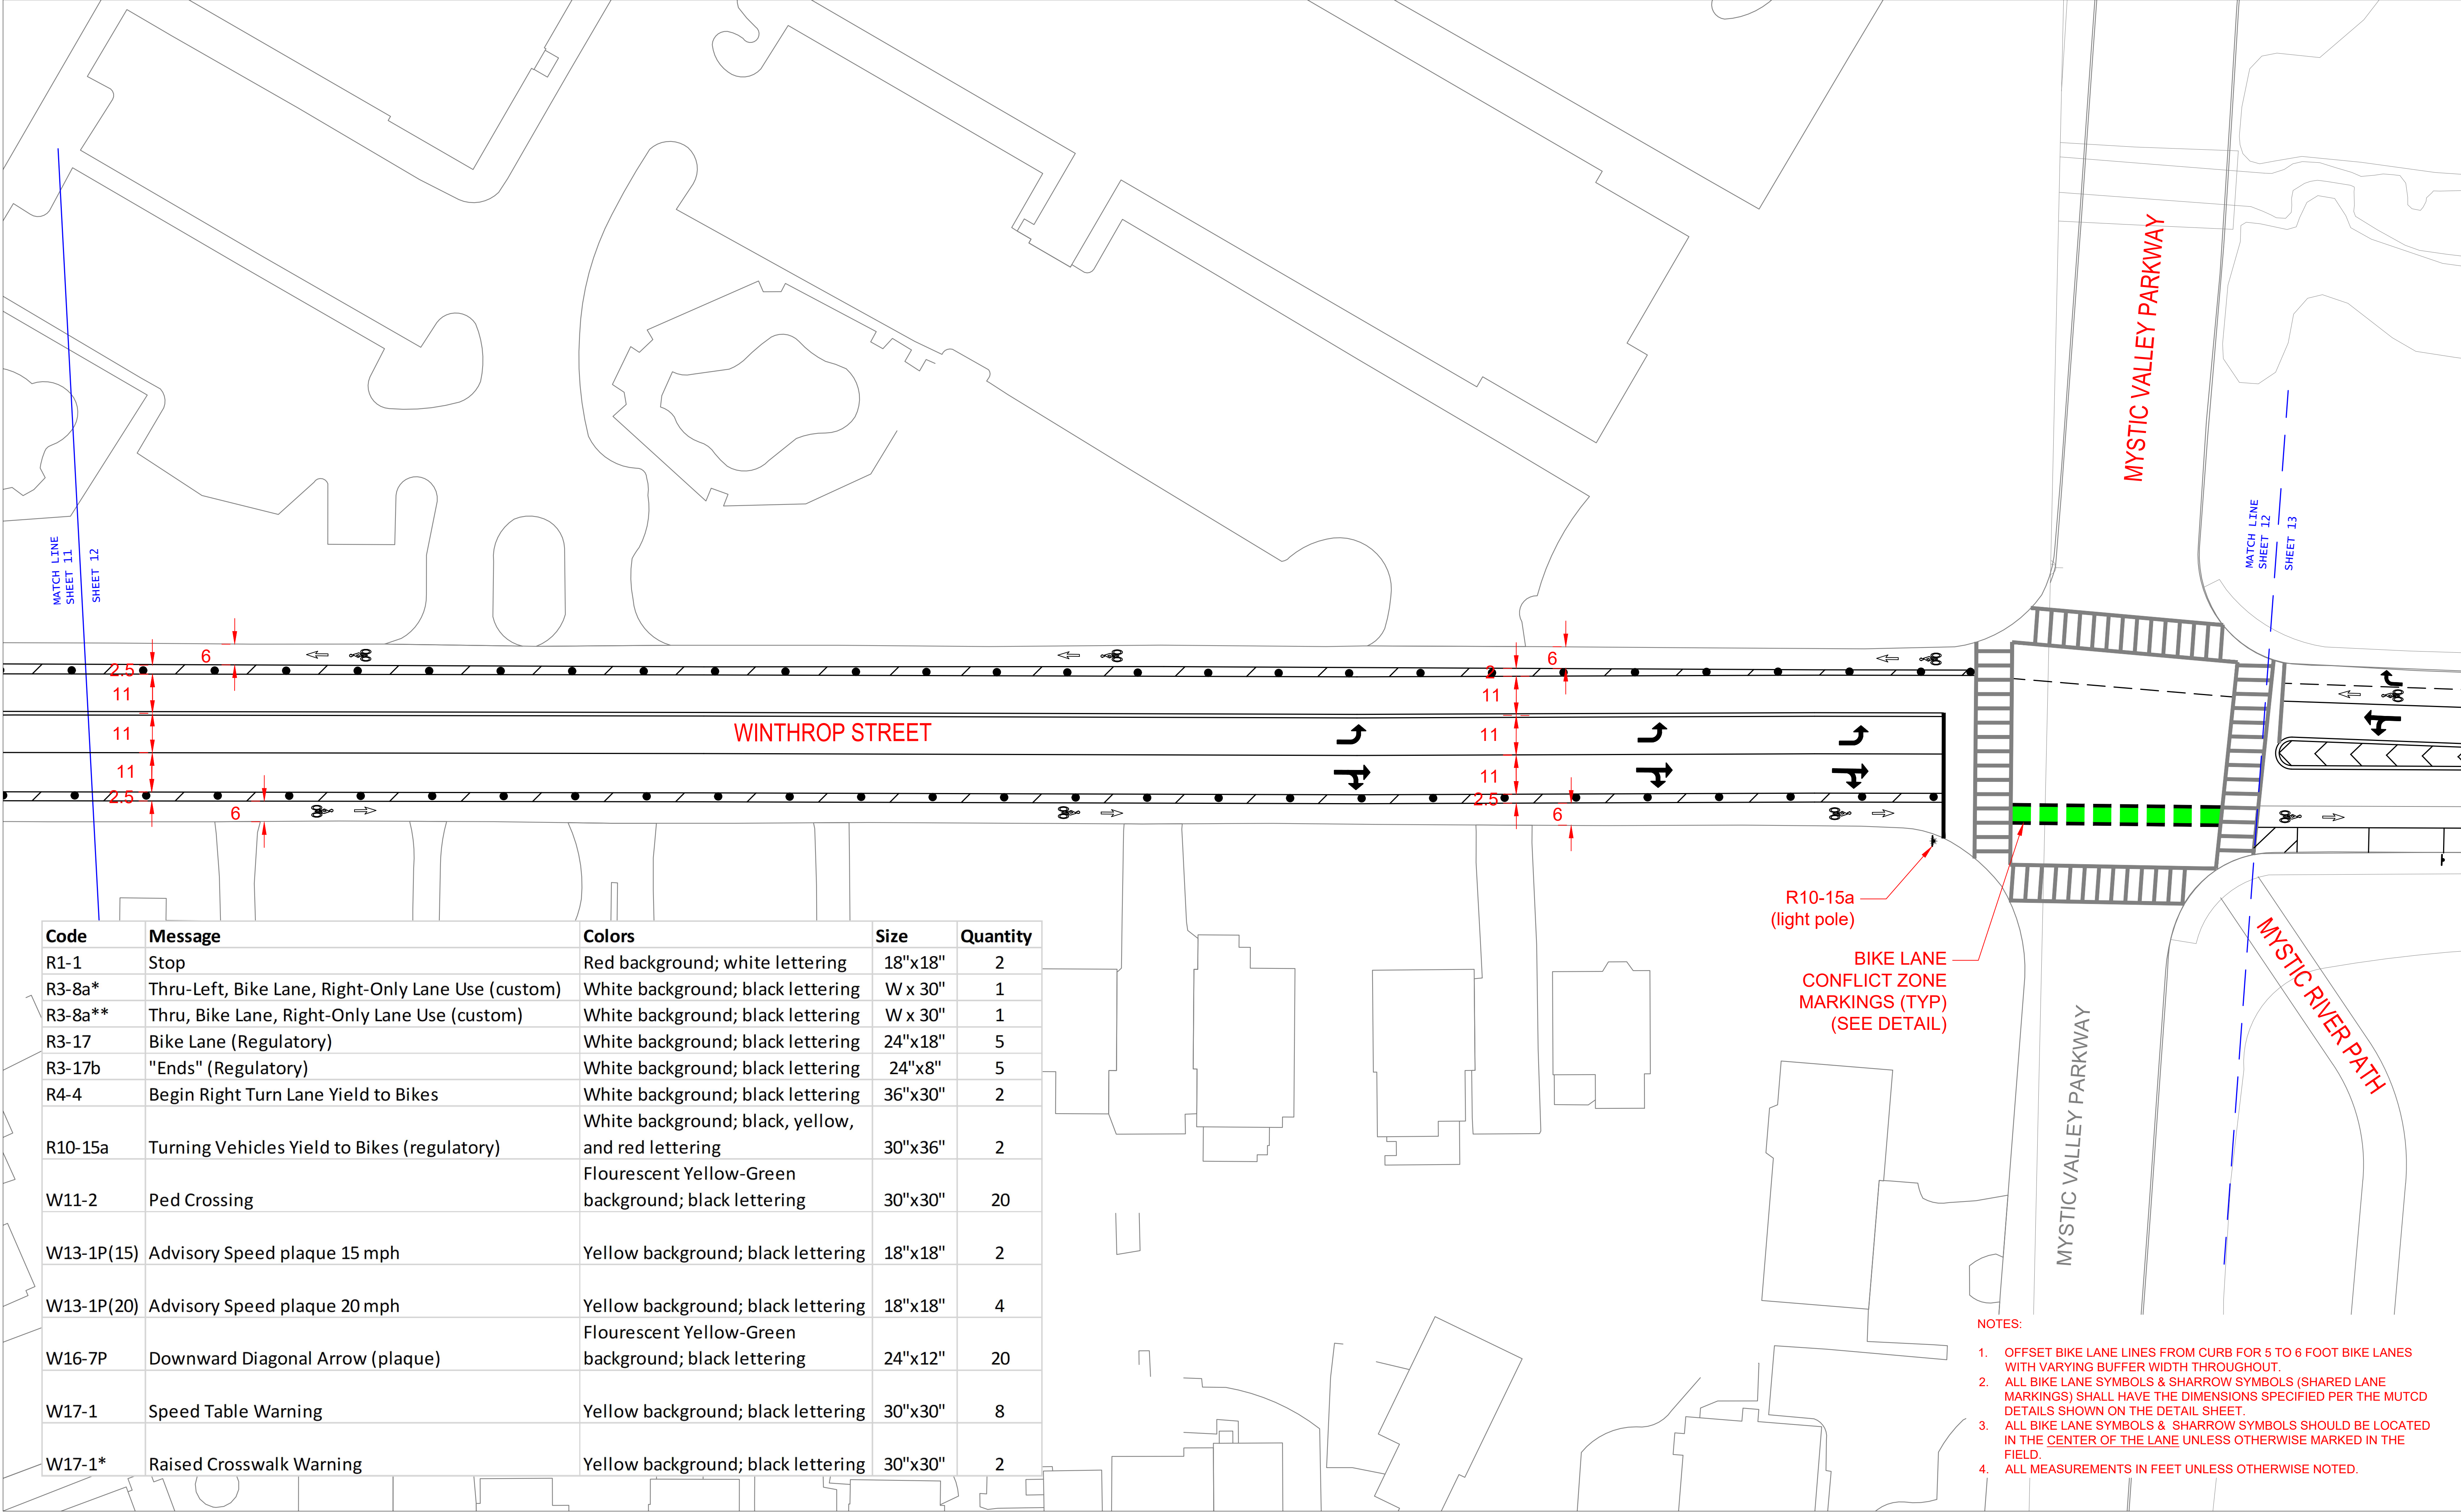 MYSTIC VALLEY PARKWAY
MATCH LINE
SHEET 11
SHEET 12
MATCH LINE
SHEET 12
SHEET 13
6
2.5
11
11
11
2.5
6
WINTHROP STREET
6
2
11
11
11
2.5
6
R10-15a
(light pole)
BIKE LANE
CONFLICT ZONE
MARKINGS (TYP)
(SEE DETAIL)
MYSTIC VALLEY PARKWAY
MYSTIC RIVER PATH
Code Message Colors Size Quantity
R1-1 Stop Red background; white lettering 18"x18" 2
R3-8a* Thru-Left, Bike Lane, Right-Only Lane Use (custom) White background; black lettering W x 30" 1
R3-8a** Thru, Bike Lane, Right-Only Lane Use (custom) White background; black lettering W x 30" 1
R3-17 Bike Lane (Regulatory) White background; black lettering 24"x18" 5
R3-17b "Ends" (Regulatory) White background; black lettering 24"x8" 5
R4-4 Begin Right Turn Lane Yield to Bikes White background; black lettering 36"x30" 2
White background; black, yellow,
R10-15a Turning Vehicles Yield to Bikes (regulatory) and red lettering 30"x36" 2
Flourescent Yellow-Green
W11-2 Ped Crossing background; black lettering 30"x30" 20
W13-1P(15) Advisory Speed plaque 15 mph Yellow background; black lettering 18"x18" 2
W13-1P(20) Advisory Speed plaque 20 mph Yellow background; black lettering 18"x18" 4
Flourescent Yellow-Green
W16-7P Downward Diagonal Arrow (plaque) background; black lettering 24"x12" 20
W17-1 Speed Table Warning Yellow background; black lettering 30"x30" 8
W17-1* Raised Crosswalk Warning Yellow background; black lettering 30"x30" 2
NOTES:
1. OFFSET BIKE LANE LINES FROM CURB FOR 5 TO 6 FOOT BIKE LANES
WITH VARYING BUFFER WIDTH THROUGHOUT.
2. ALL BIKE LANE SYMBOLS & SHARROW SYMBOLS (SHARED LANE
MARKINGS) SHALL HAVE THE DIMENSIONS SPECIFIED PER THE MUTCD
DETAILS SHOWN ON THE DETAIL SHEET.
3. ALL BIKE LANE SYMBOLS & SHARROW SYMBOLS SHOULD BE LOCATED
IN THE CENTER OF THE LANE UNLESS OTHERWISE MARKED IN THE
FIELD.
4. ALL MEASUREMENTS IN FEET UNLESS OTHERWISE NOTED.